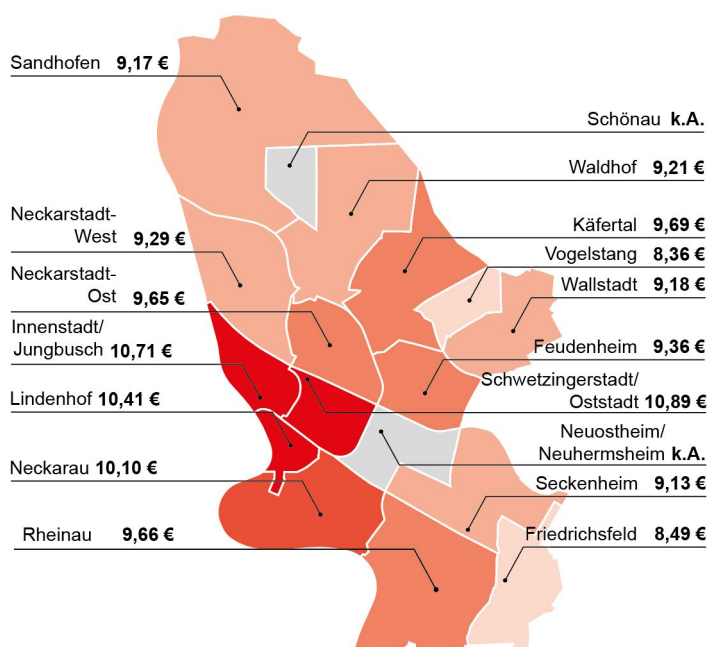 Sandhofen 9,17 €
Schönau k.A.
Waldhof 9,21 €
Neckarstadt-
West 9,29 €
Käfertal 9,69 €
Vogelstang 8,36 €
Neckarstadt-
Ost 9,65 €
Wallstadt 9,18 €
Innenstadt/
Jungbusch 10,71 €
Feudenheim 9,36 €
Schwetzingerstadt/
Oststadt 10,89 €
Lindenhof 10,41 €
Neuostheim/
Neuhermsheim k.A.
Neckarau 10,10 €
Seckenheim 9,13 €
Rheinau 9,66 €
Friedrichsfeld 8,49 €